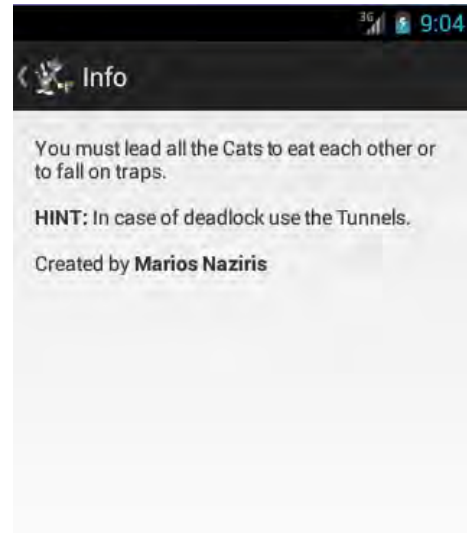 3G 9:04
Info
You must lead all the Cats to eat each other or
to fall on traps.
HINT: In case of deadlock use the Tunnels.
Created by Marios Naziris